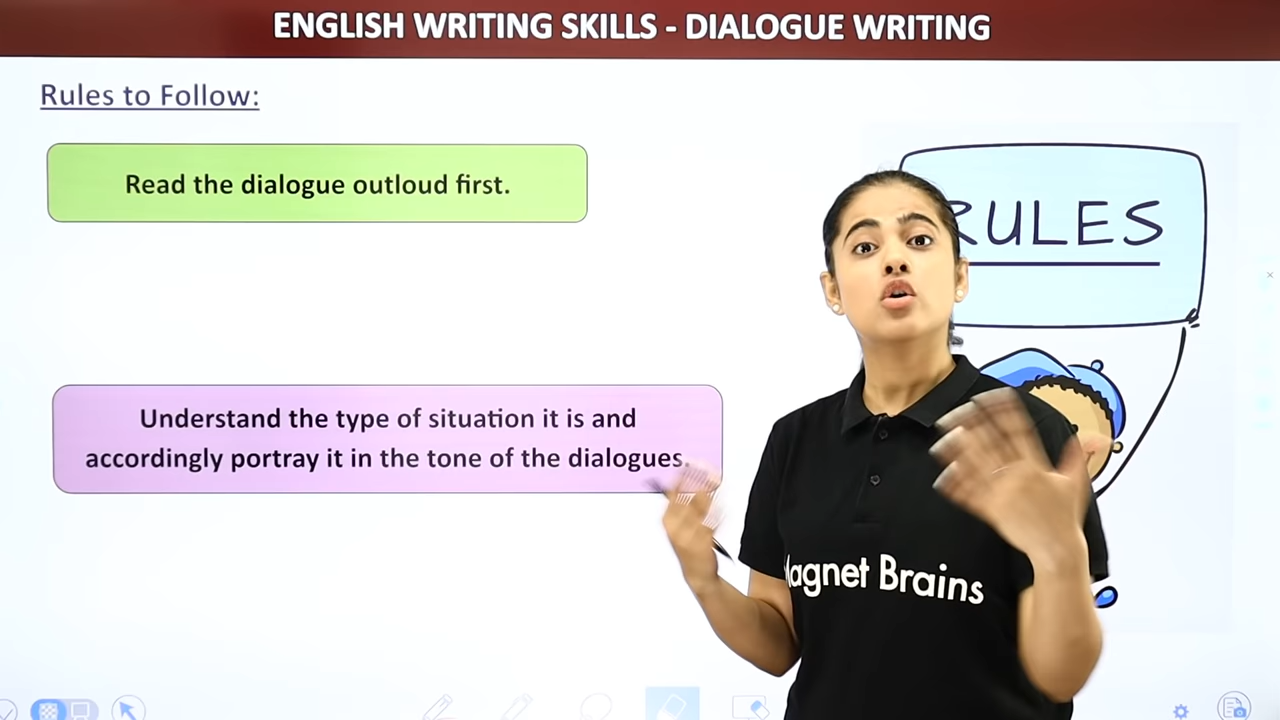 ENGLISH WRITING SKILLS - DIALOGUE WRITING
Rules to Follow:
Read the dialogue outloud first.
RULES
Understand the type of situation it is and
accordingly portray it in the tone of the dialogues.
Magnet Brains